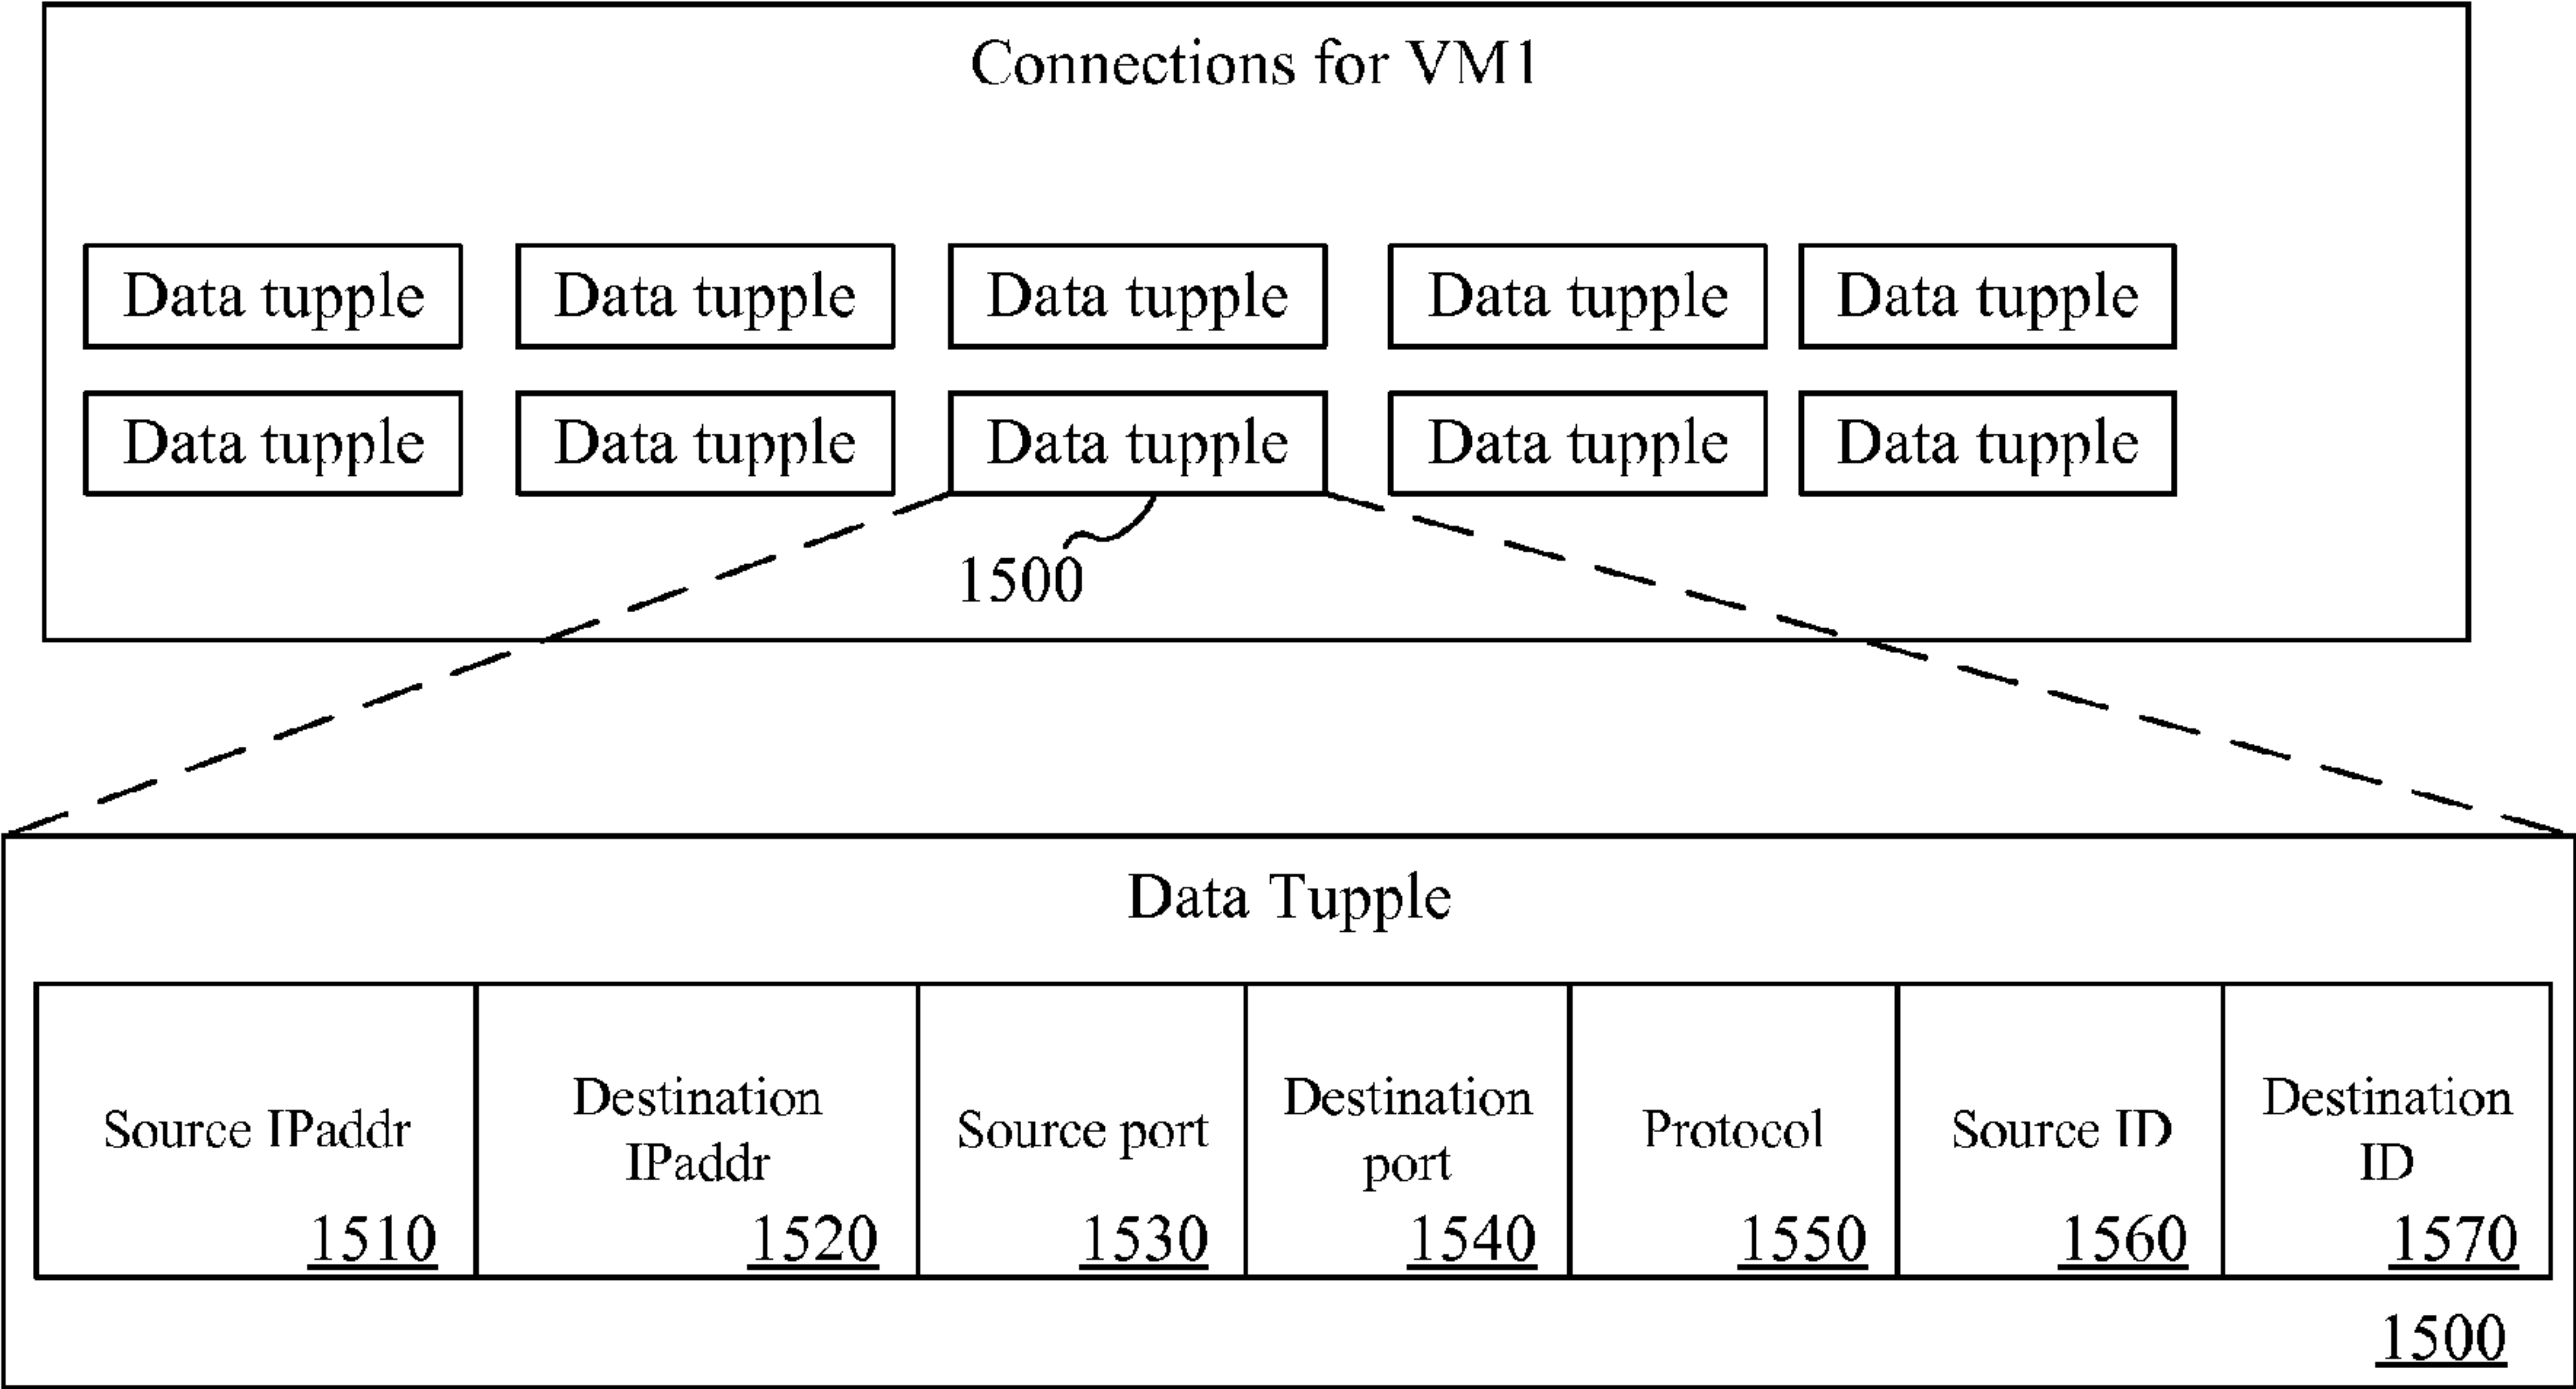 Connections for VM1
Data tupple Data tupple Data tupple Data tupple Data tupple
Data tupple Data tupple Data tupple Data tupple Data tupple
1500
Data Tupple
Source IPaddr
1510
Destination
IPaddr
1520
Source port
1530
Destination
port
1540
Protocol
1550
Source ID
1560
Destination
ID
1570
1500